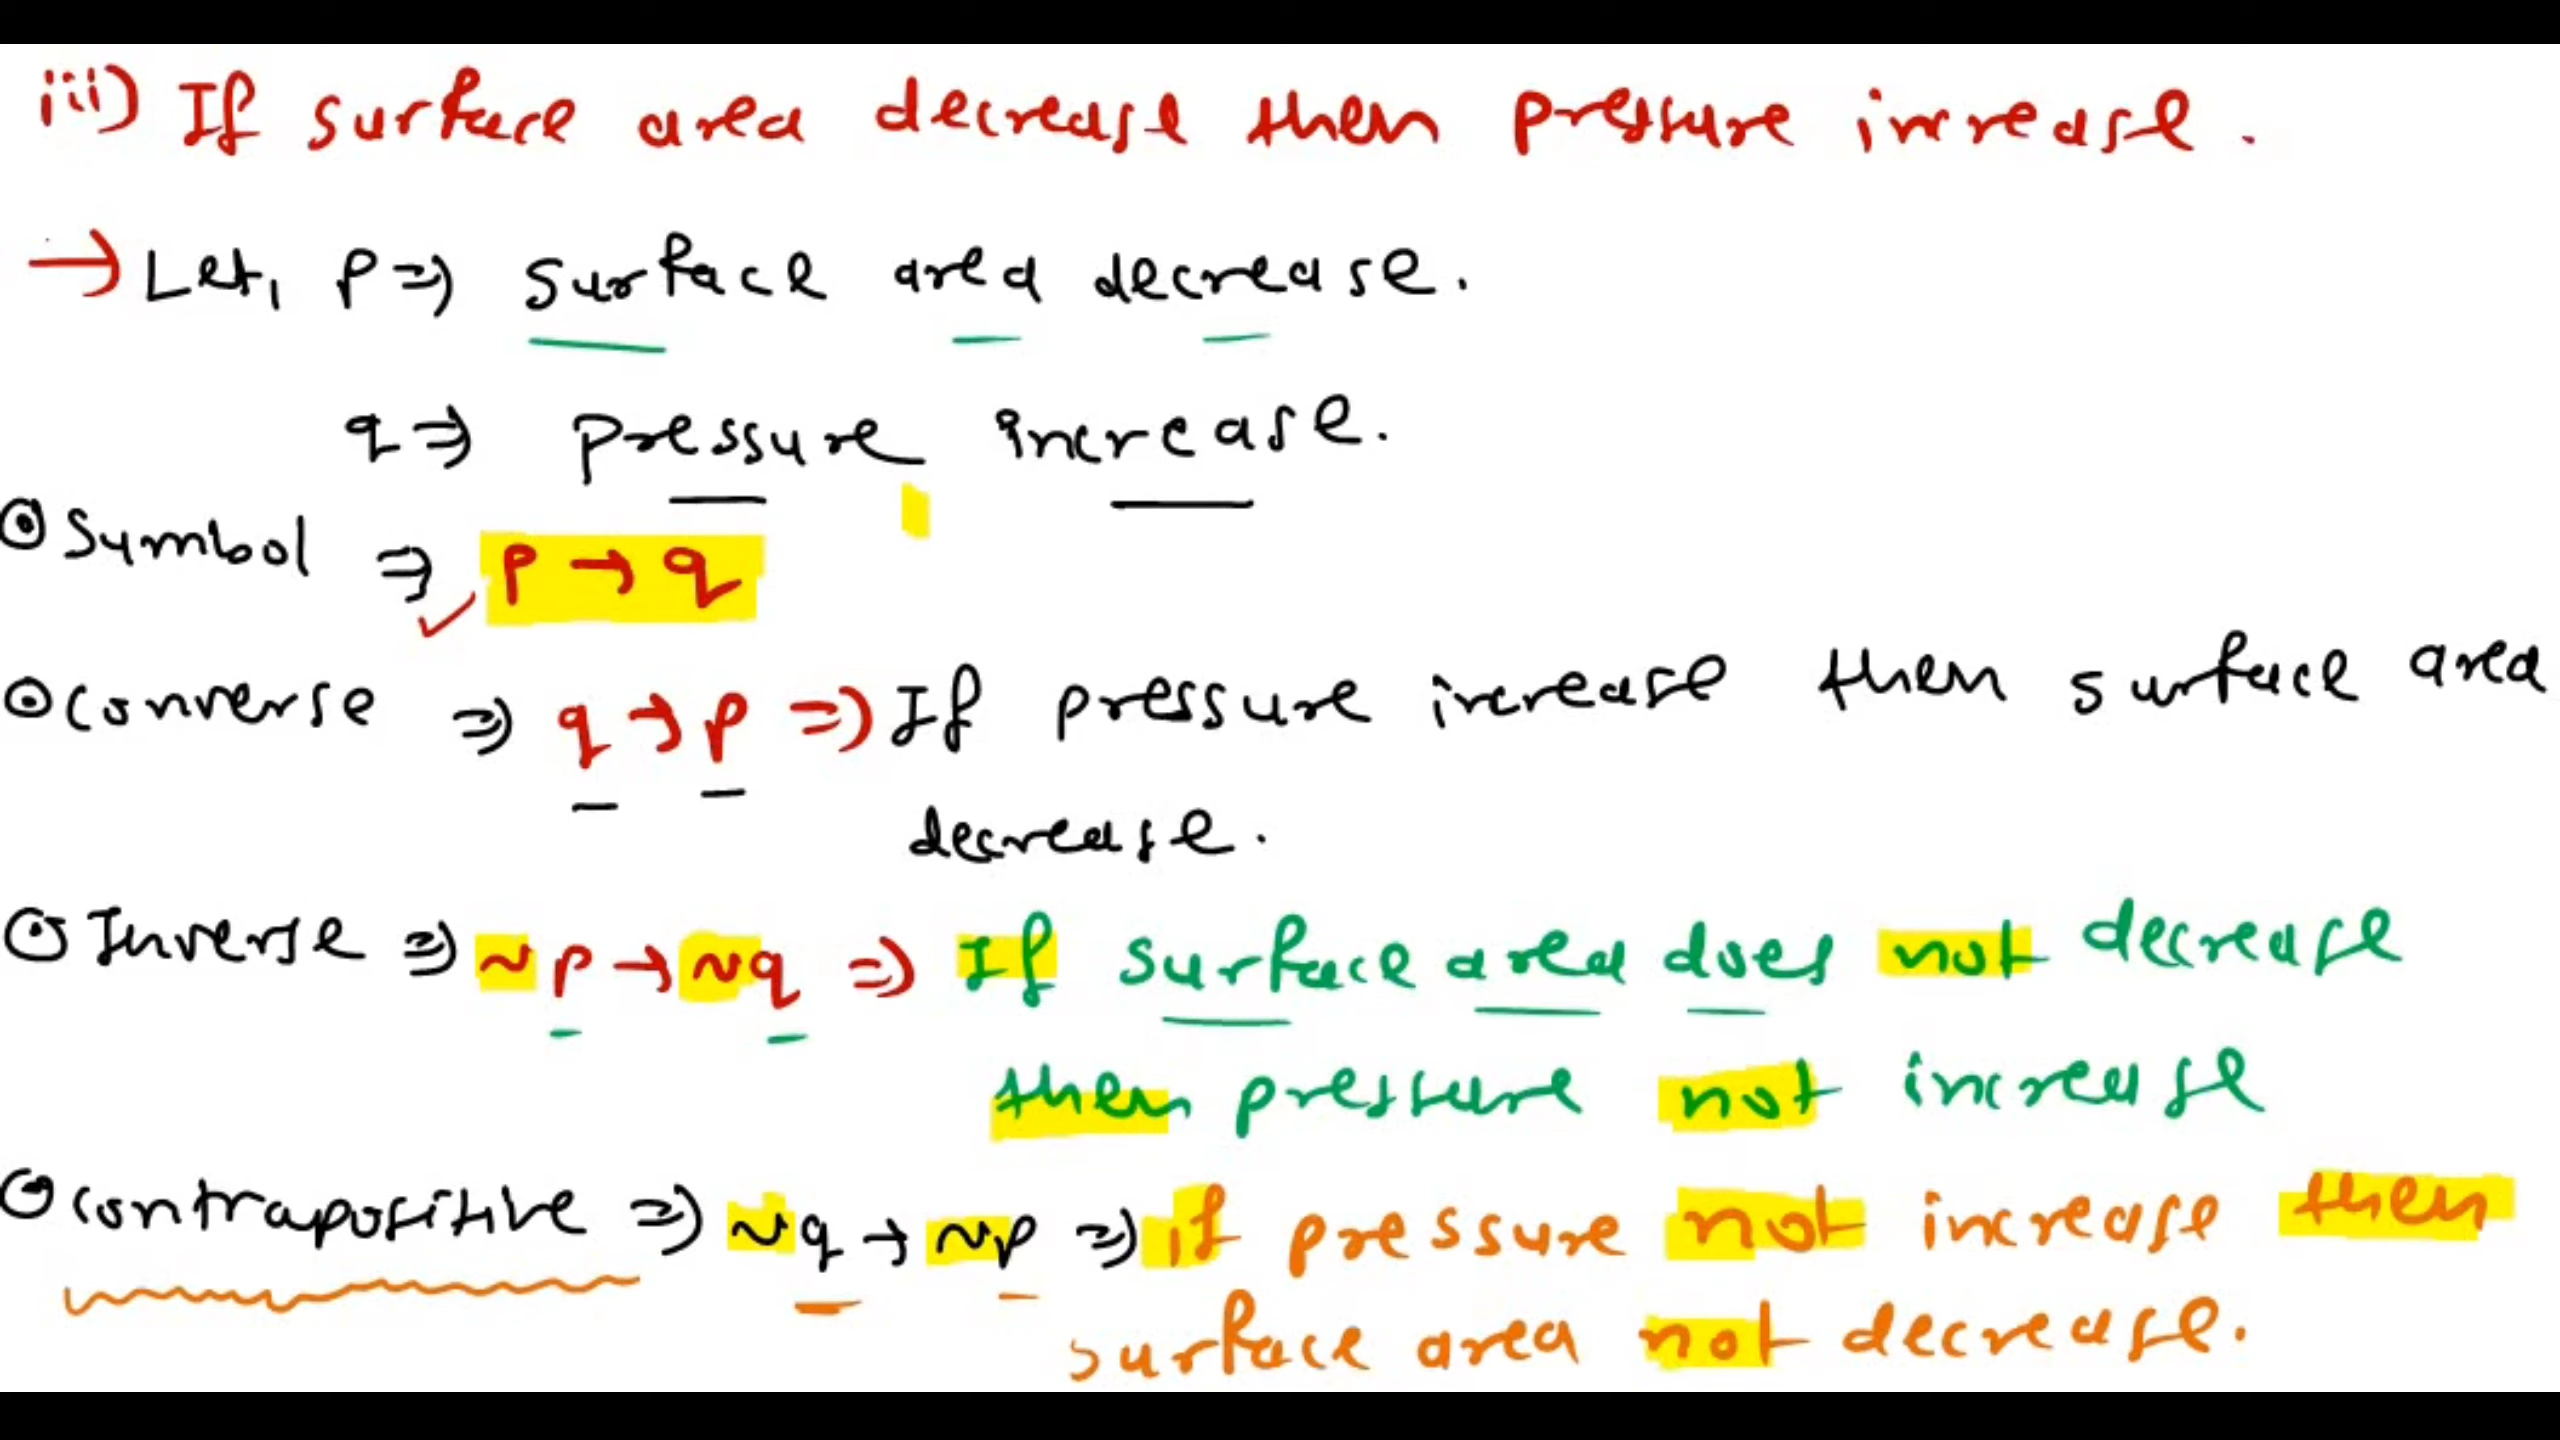 iii) If surface area decrease then pressure increase.
→ Let, p ⇒ surface area decrease.
q ⇒ pressure increase.
⊙ Symbol ⇒ p → q
⊙ Converse ⇒ q → p ⇒ If pressure increase then surface area
decrease.
⊙ Inverse ⇒ ~p → ~q ⇒ If surface area does not decrease
then pressure not increase
⊙ Contrapositive ⇒ ~q → ~p ⇒ if pressure not increase then
surface area not decrease.